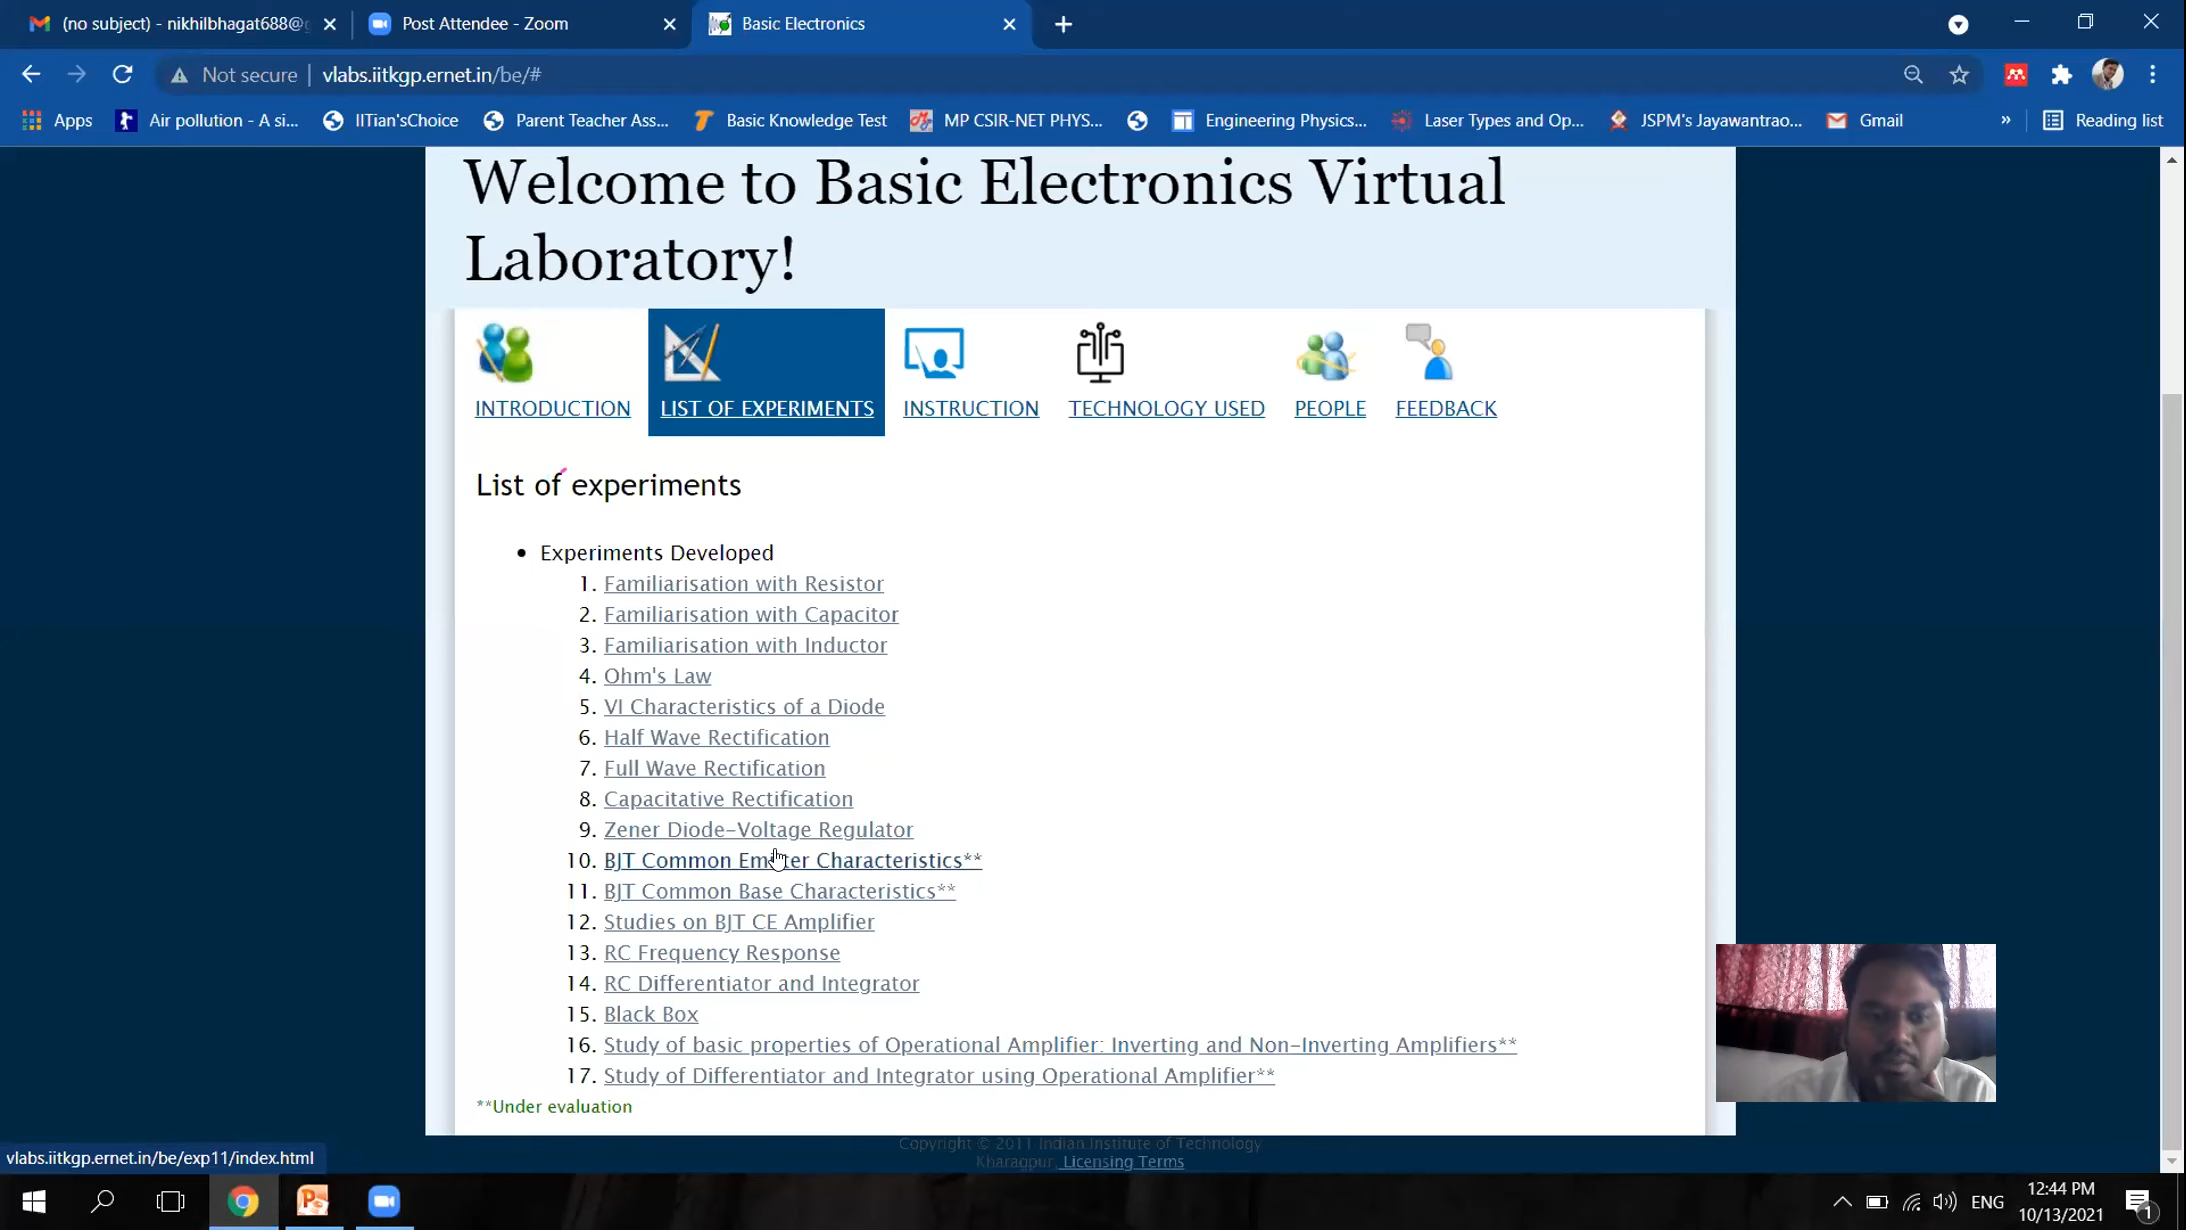 (no subject) - nikhilbhagat688@g
Post Attendee - Zoom
Basic Electronics
Not secure
vlabs.iitkgp.ernet.in/be/#
Apps
Air pollution - A si...
IITian'sChoice
Parent Teacher Ass...
Basic Knowledge Test
MP CSIR-NET PHYS...
Engineering Physics...
Laser Types and Op...
JSPM's Jayawantrao...
Gmail
»
Reading list
Welcome to Basic Electronics Virtual
Laboratory!
INTRODUCTION
LIST OF EXPERIMENTS
INSTRUCTION
TECHNOLOGY USED
PEOPLE
FEEDBACK
List of experiments
• Experiments Developed
1. Familiarisation with Resistor
2. Familiarisation with Capacitor
3. Familiarisation with Inductor
4. Ohm's Law
5. VI Characteristics of a Diode
6. Half Wave Rectification
7. Full Wave Rectification
8. Capacitative Rectification
9. Zener Diode-Voltage Regulator
10. BJT Common Emitter Characteristics**
11. BJT Common Base Characteristics**
12. Studies on BJT CE Amplifier
13. RC Frequency Response
14. RC Differentiator and Integrator
15. Black Box
16. Study of basic properties of Operational Amplifier: Inverting and Non-Inverting Amplifiers**
17. Study of Differentiator and Integrator using Operational Amplifier**
**Under evaluation
Copyright © 2011 Indian Institute of Technology
Kharagpur, Licensing Terms
vlabs.iitkgp.ernet.in/be/exp11/index.html
ENG
12:44 PM
10/13/2021
1